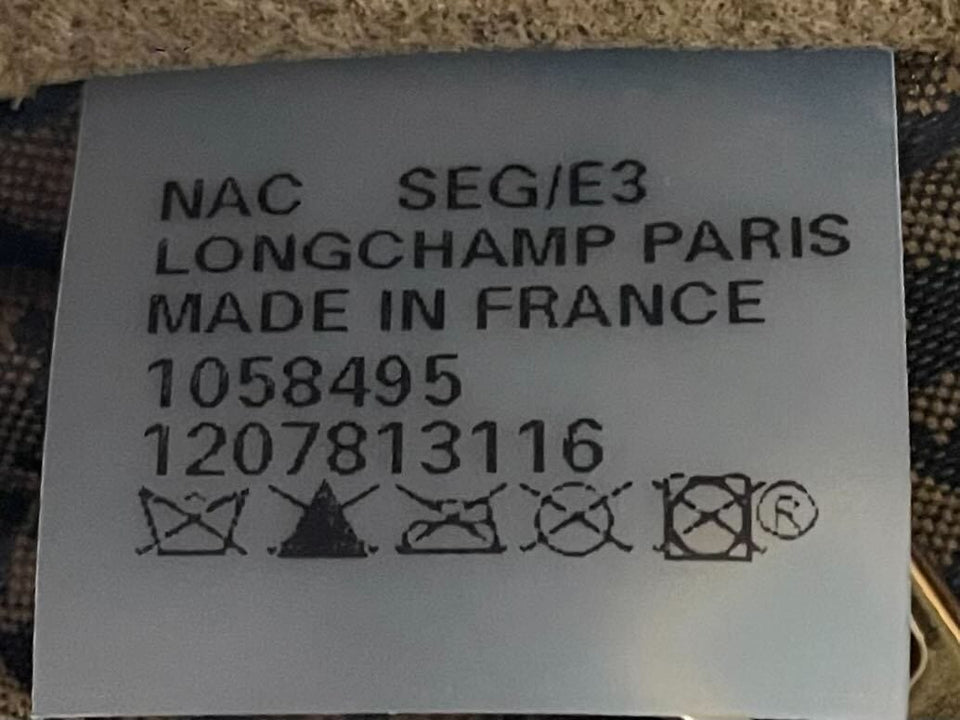 NAC SEG/E3
LONGCHAMP PARIS
MADE IN FRANCE
1058495
1207813116
®